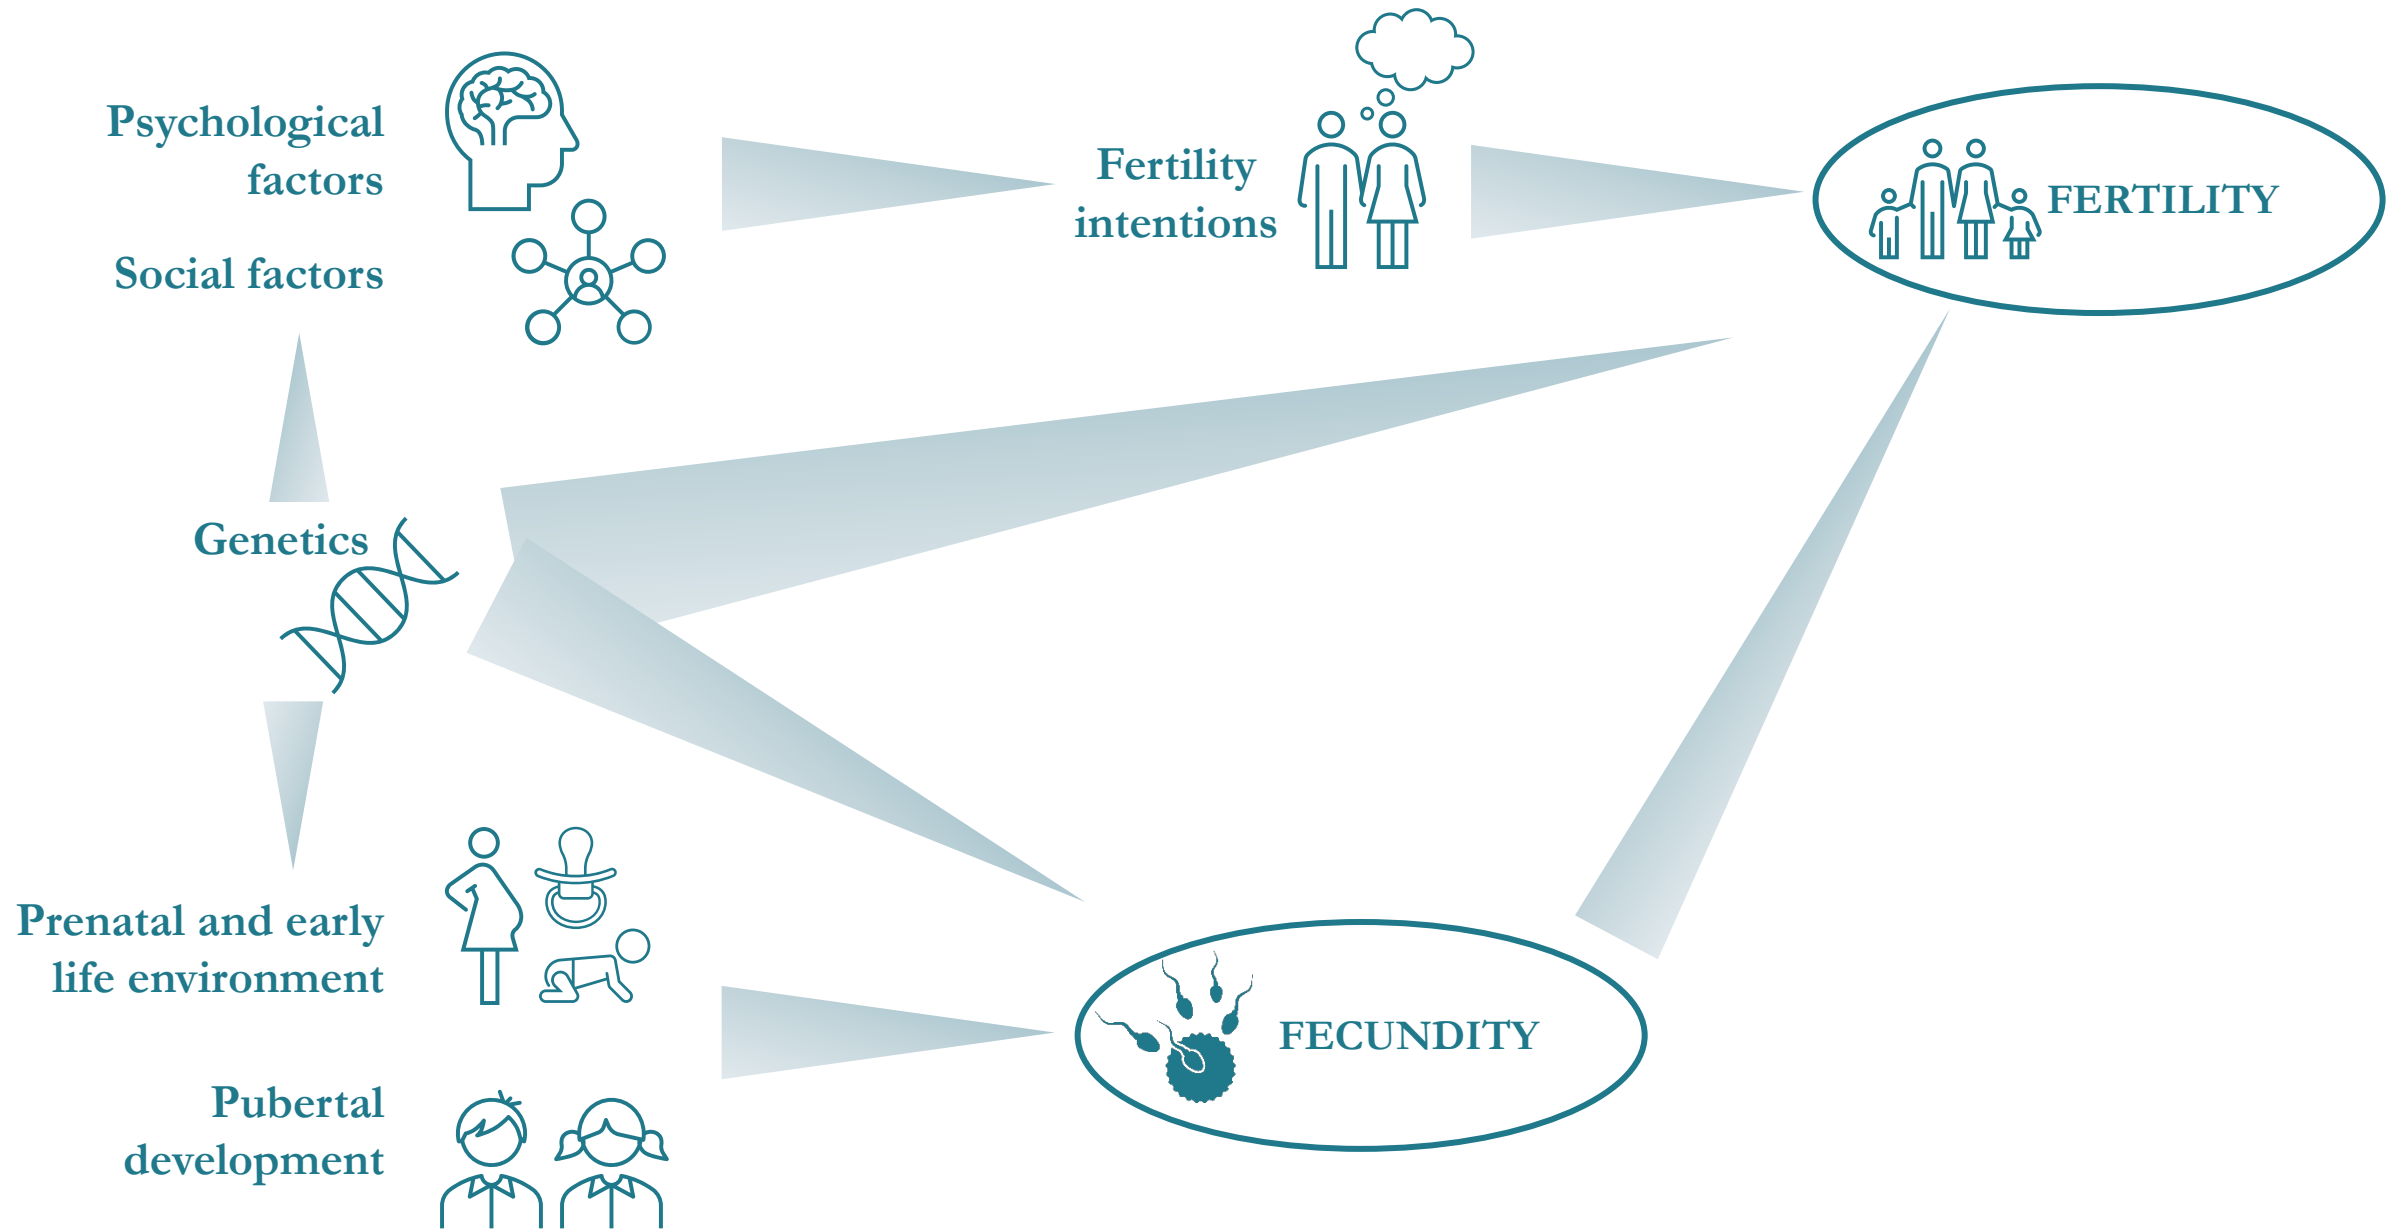 Psychological
factors
Social factors
Fertility
intentions
FERTILITY
Genetics
Prenatal and early
life environment
FECUNDITY
Pubertal
development